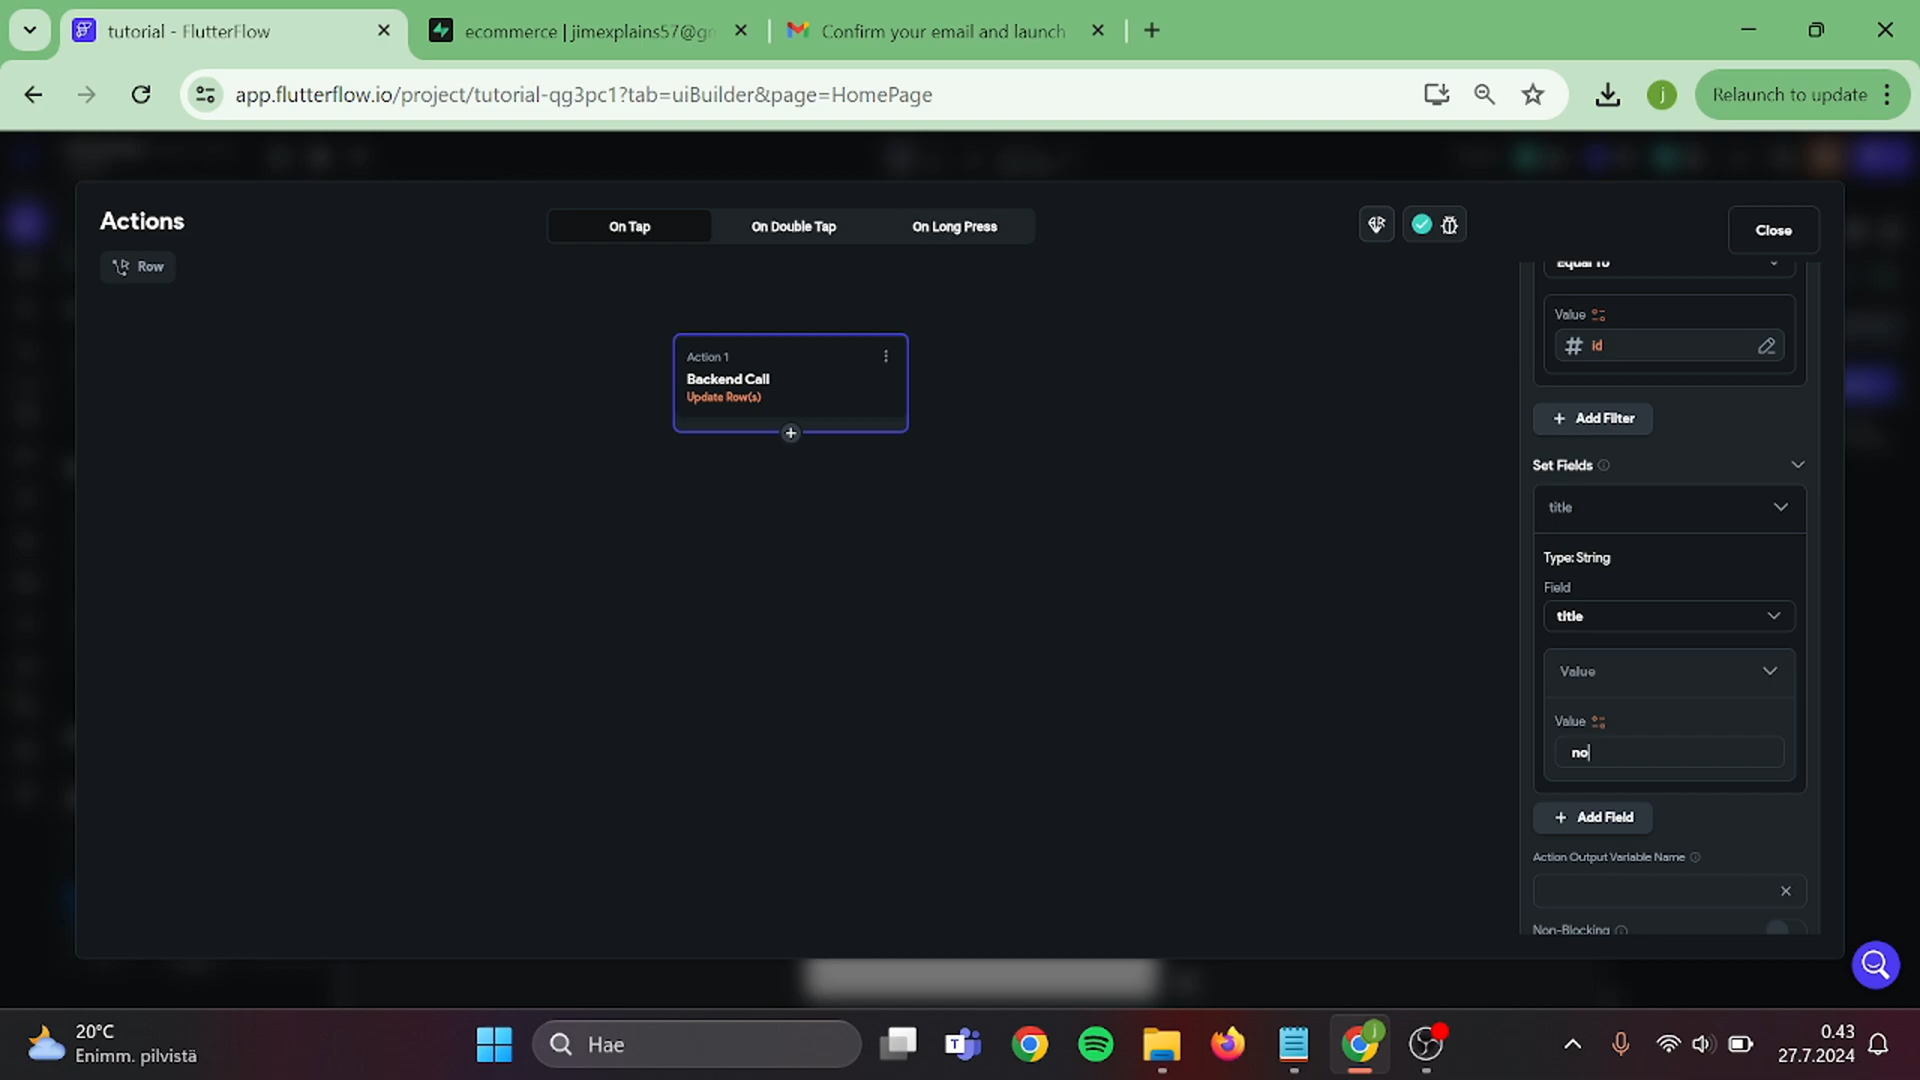 tutorial - FlutterFlow
ecommerce | jimexplains57@gr
Confirm your email and launch
app.flutterflow.io/project/tutorial-qg3pc1?tab=uiBuilder&page=HomePage
j
Relaunch to update
Actions
On Tap
On Double Tap
On Long Press
Close
Row
Equal To
Action 1
Backend Call
Update Row(s)
Value
id
Add Filter
Set Fields
title
Type: String
Field
title
Value
Value
no
Add Field
Action Output Variable Name
Non-Blocking
20°C
Enimm. pilvistä
Hae
0.43
27.7.2024